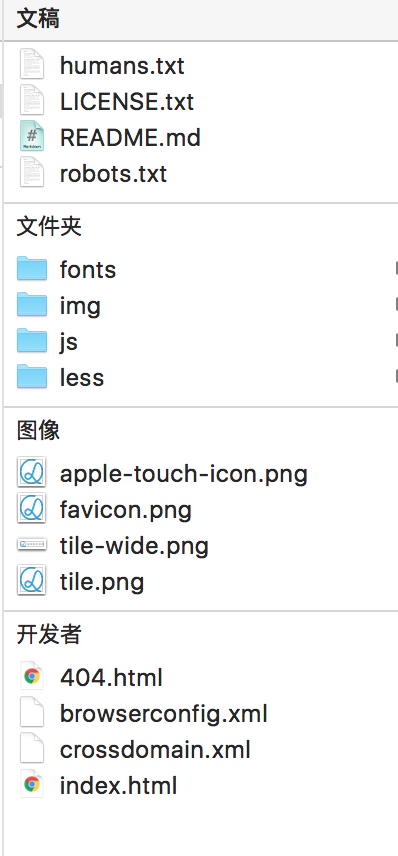 文稿
humans.txt
LICENSE.txt
# README.md
Markdown
robots.txt
文件夹
fonts
img
js
less
图像
apple-touch-icon.png
favicon.png
tile-wide.png
tile.png
开发者
404.html
browserconfig.xml
crossdomain.xml
index.html